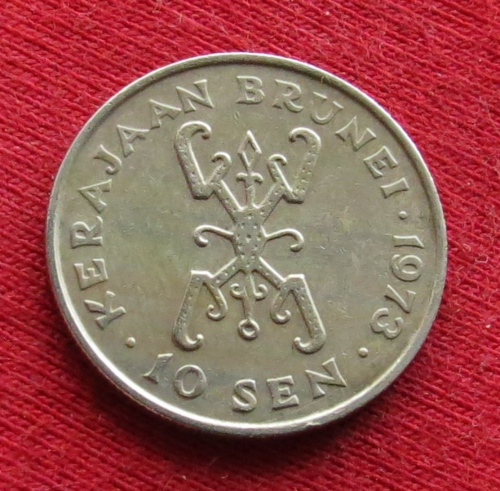 · KERAJAAN BRUNEI · 1973 ·
10 SEN